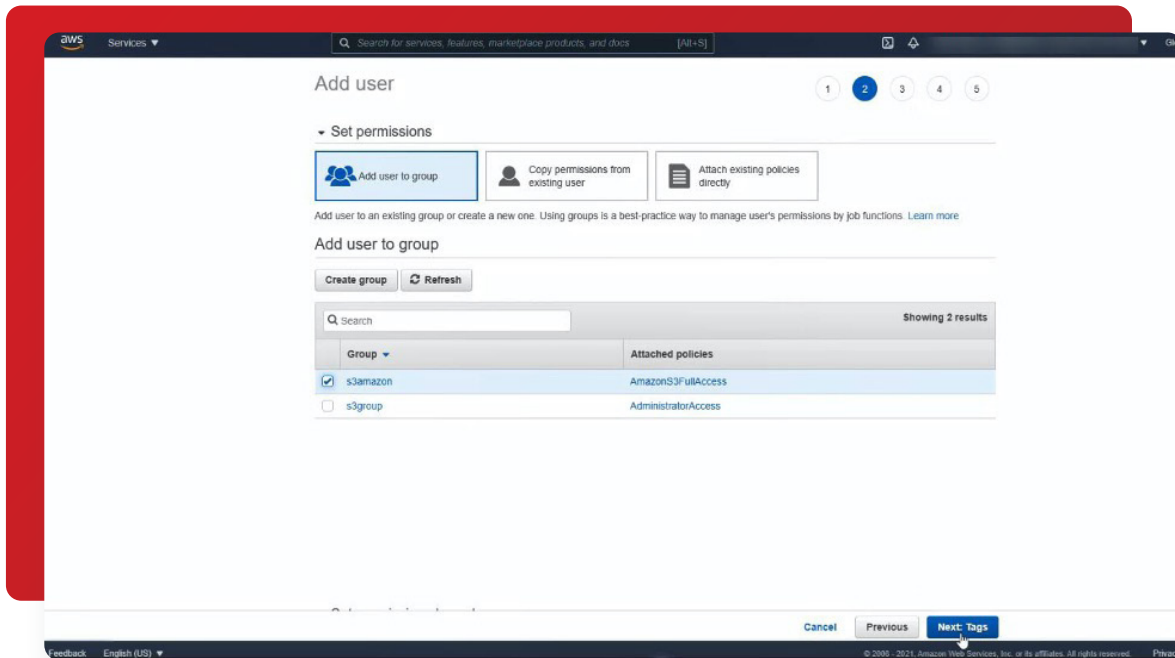 aws Services Search for services, features, marketplace products, and docs [Alt+S]
Add user 1 2 3 4 5
Set permissions
Add user to group
Copy permissions from existing user
Attach existing policies directly
Add user to an existing group or create a new one. Using groups is a best-practice way to manage user's permissions by job functions. Learn more
Add user to group
Create group Refresh
Search Showing 2 results
Group Attached policies
s3amazon AmazonS3FullAccess
s3group AdministratorAccess
Cancel Previous Next: Tags
Feedback English (US) © 2006 - 2021, Amazon Web Services, Inc. or its affiliates. All rights reserved.